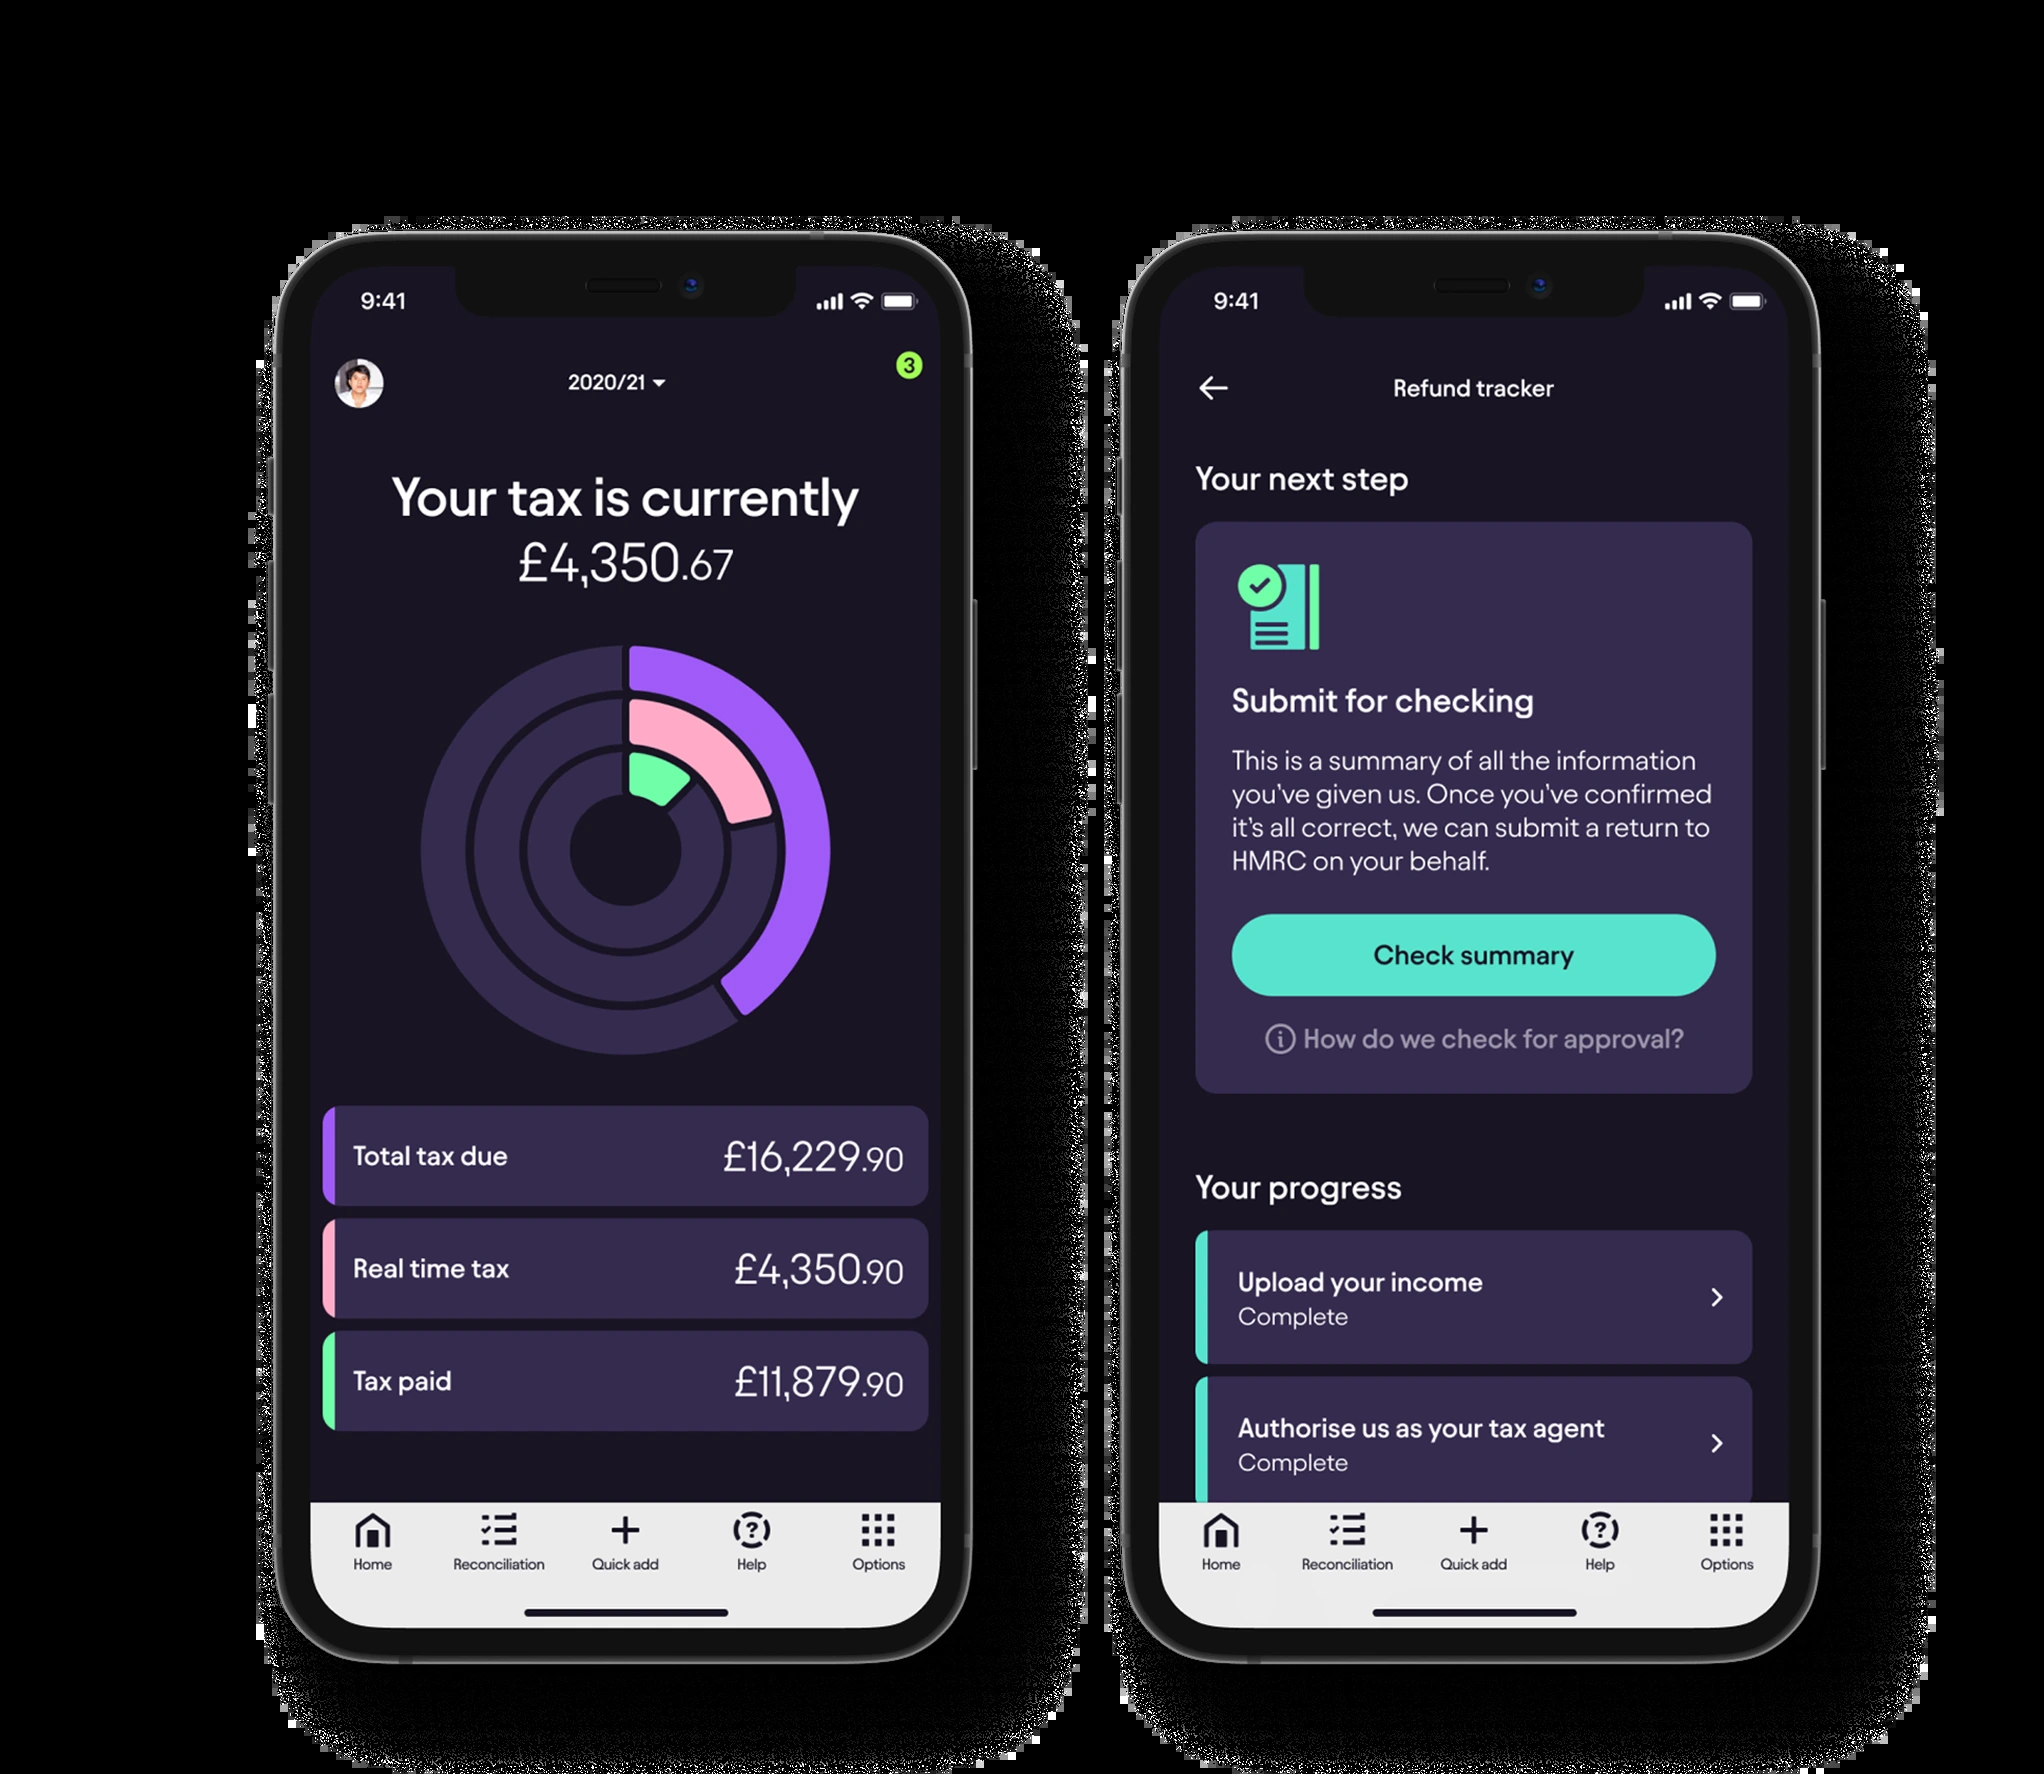 9:41
2020/21
3
Your tax is currently
£4,350.67
Total tax due £16,229.90
Real time tax £4,350.90
Tax paid £11,879.90
Home Reconciliation Quick add Help Options
9:41
Refund tracker
Your next step
Submit for checking
This is a summary of all the information
you've given us. Once you've confirmed
it's all correct, we can submit a return to
HMRC on your behalf.
Check summary
How do we check for approval?
Your progress
Upload your income
Complete
Authorise us as your tax agent
Complete
Home Reconciliation Quick add Help Options